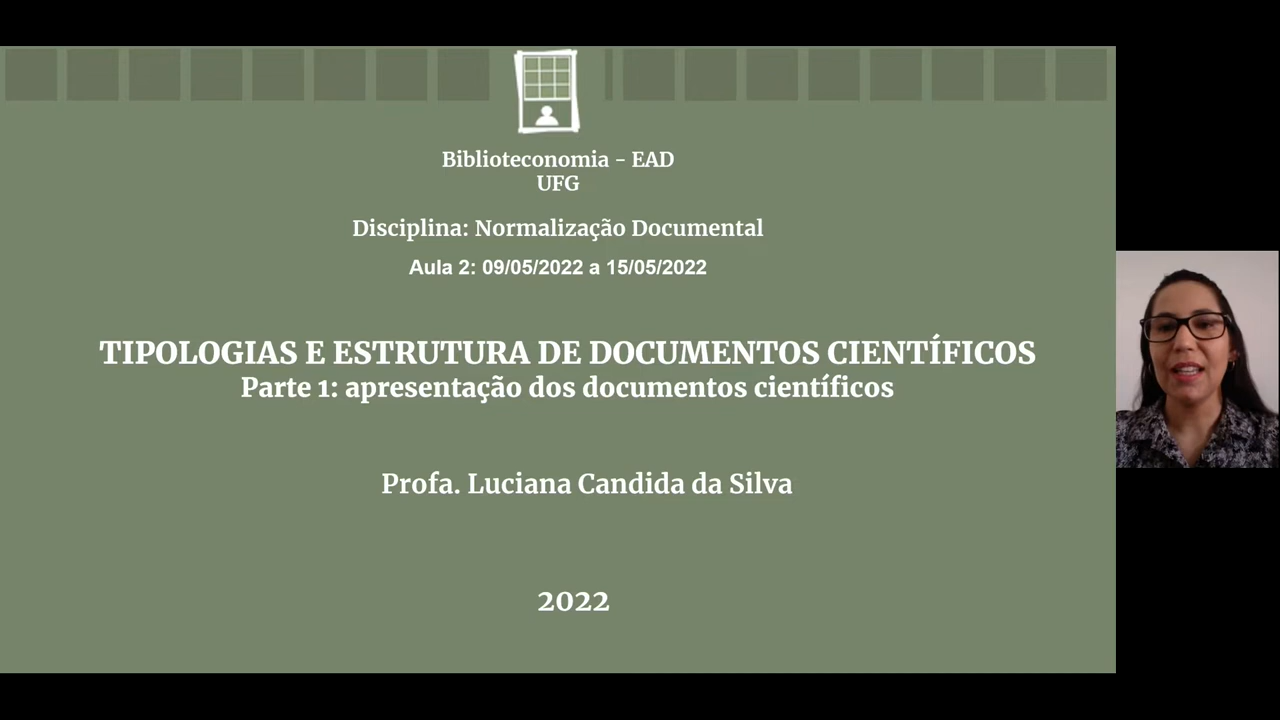 Biblioteconomia - EAD
UFG
Disciplina: Normalização Documental
Aula 2: 09/05/2022 a 15/05/2022
TIPOLOGIAS E ESTRUTURA DE DOCUMENTOS CIENTÍFICOS
Parte 1: apresentação dos documentos científicos
Profa. Luciana Candida da Silva
2022